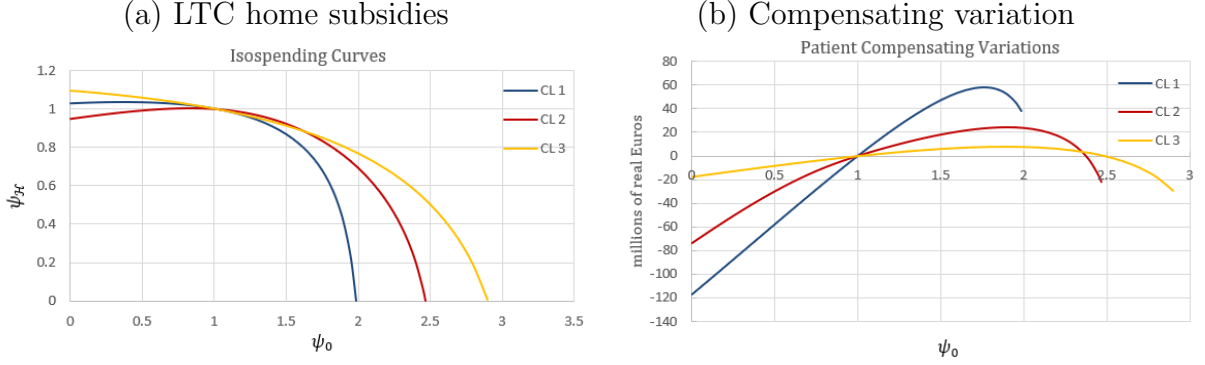 (a) LTC home subsidies
Isospending Curves
1.2
1
0.8
0.6
0.4
0.2
0
ψ_ℋ
0 0.5 1 1.5 2 2.5 3 3.5
ψ₀
CL 1
CL 2
CL 3
(b) Compensating variation
Patient Compensating Variations
80
60
40
20
0
-20
-40
-60
-80
-100
-120
-140
millions of real Euros
0 0.5 1 1.5 2 2.5 3
ψ₀
CL 1
CL 2
CL 3